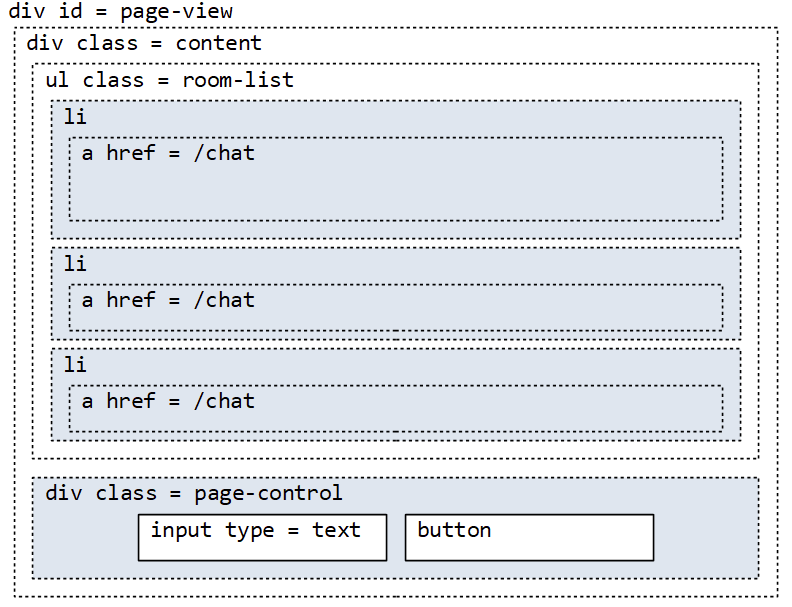 div id = page-view
div class = content
ul class = room-list
li
a href = /chat
li
a href = /chat
li
a href = /chat
div class = page-control
input type = text
button